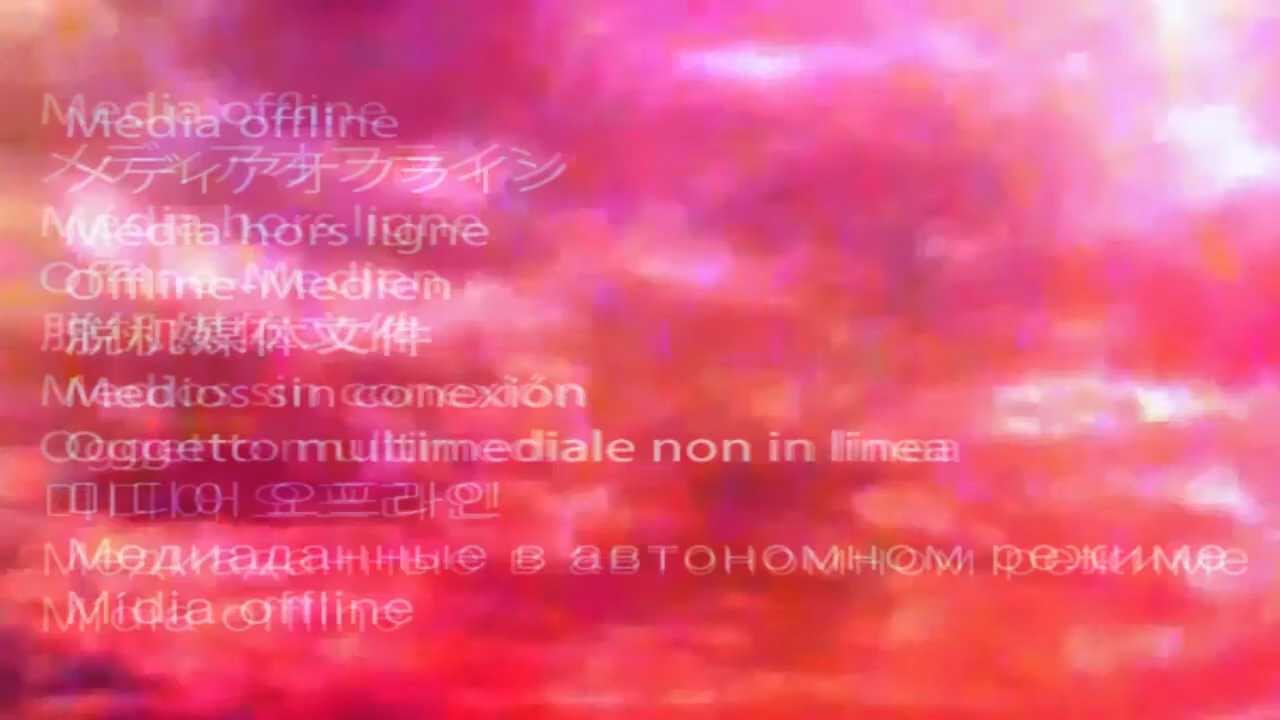 Media offline
メディアオフライン
Média hors ligne
Offline-Medien
脱机媒体文件
Medios sin conexión
Oggetto multimediale non in linea
미디어 오프라인
Медиаданные в автономном режиме
Mídia offline